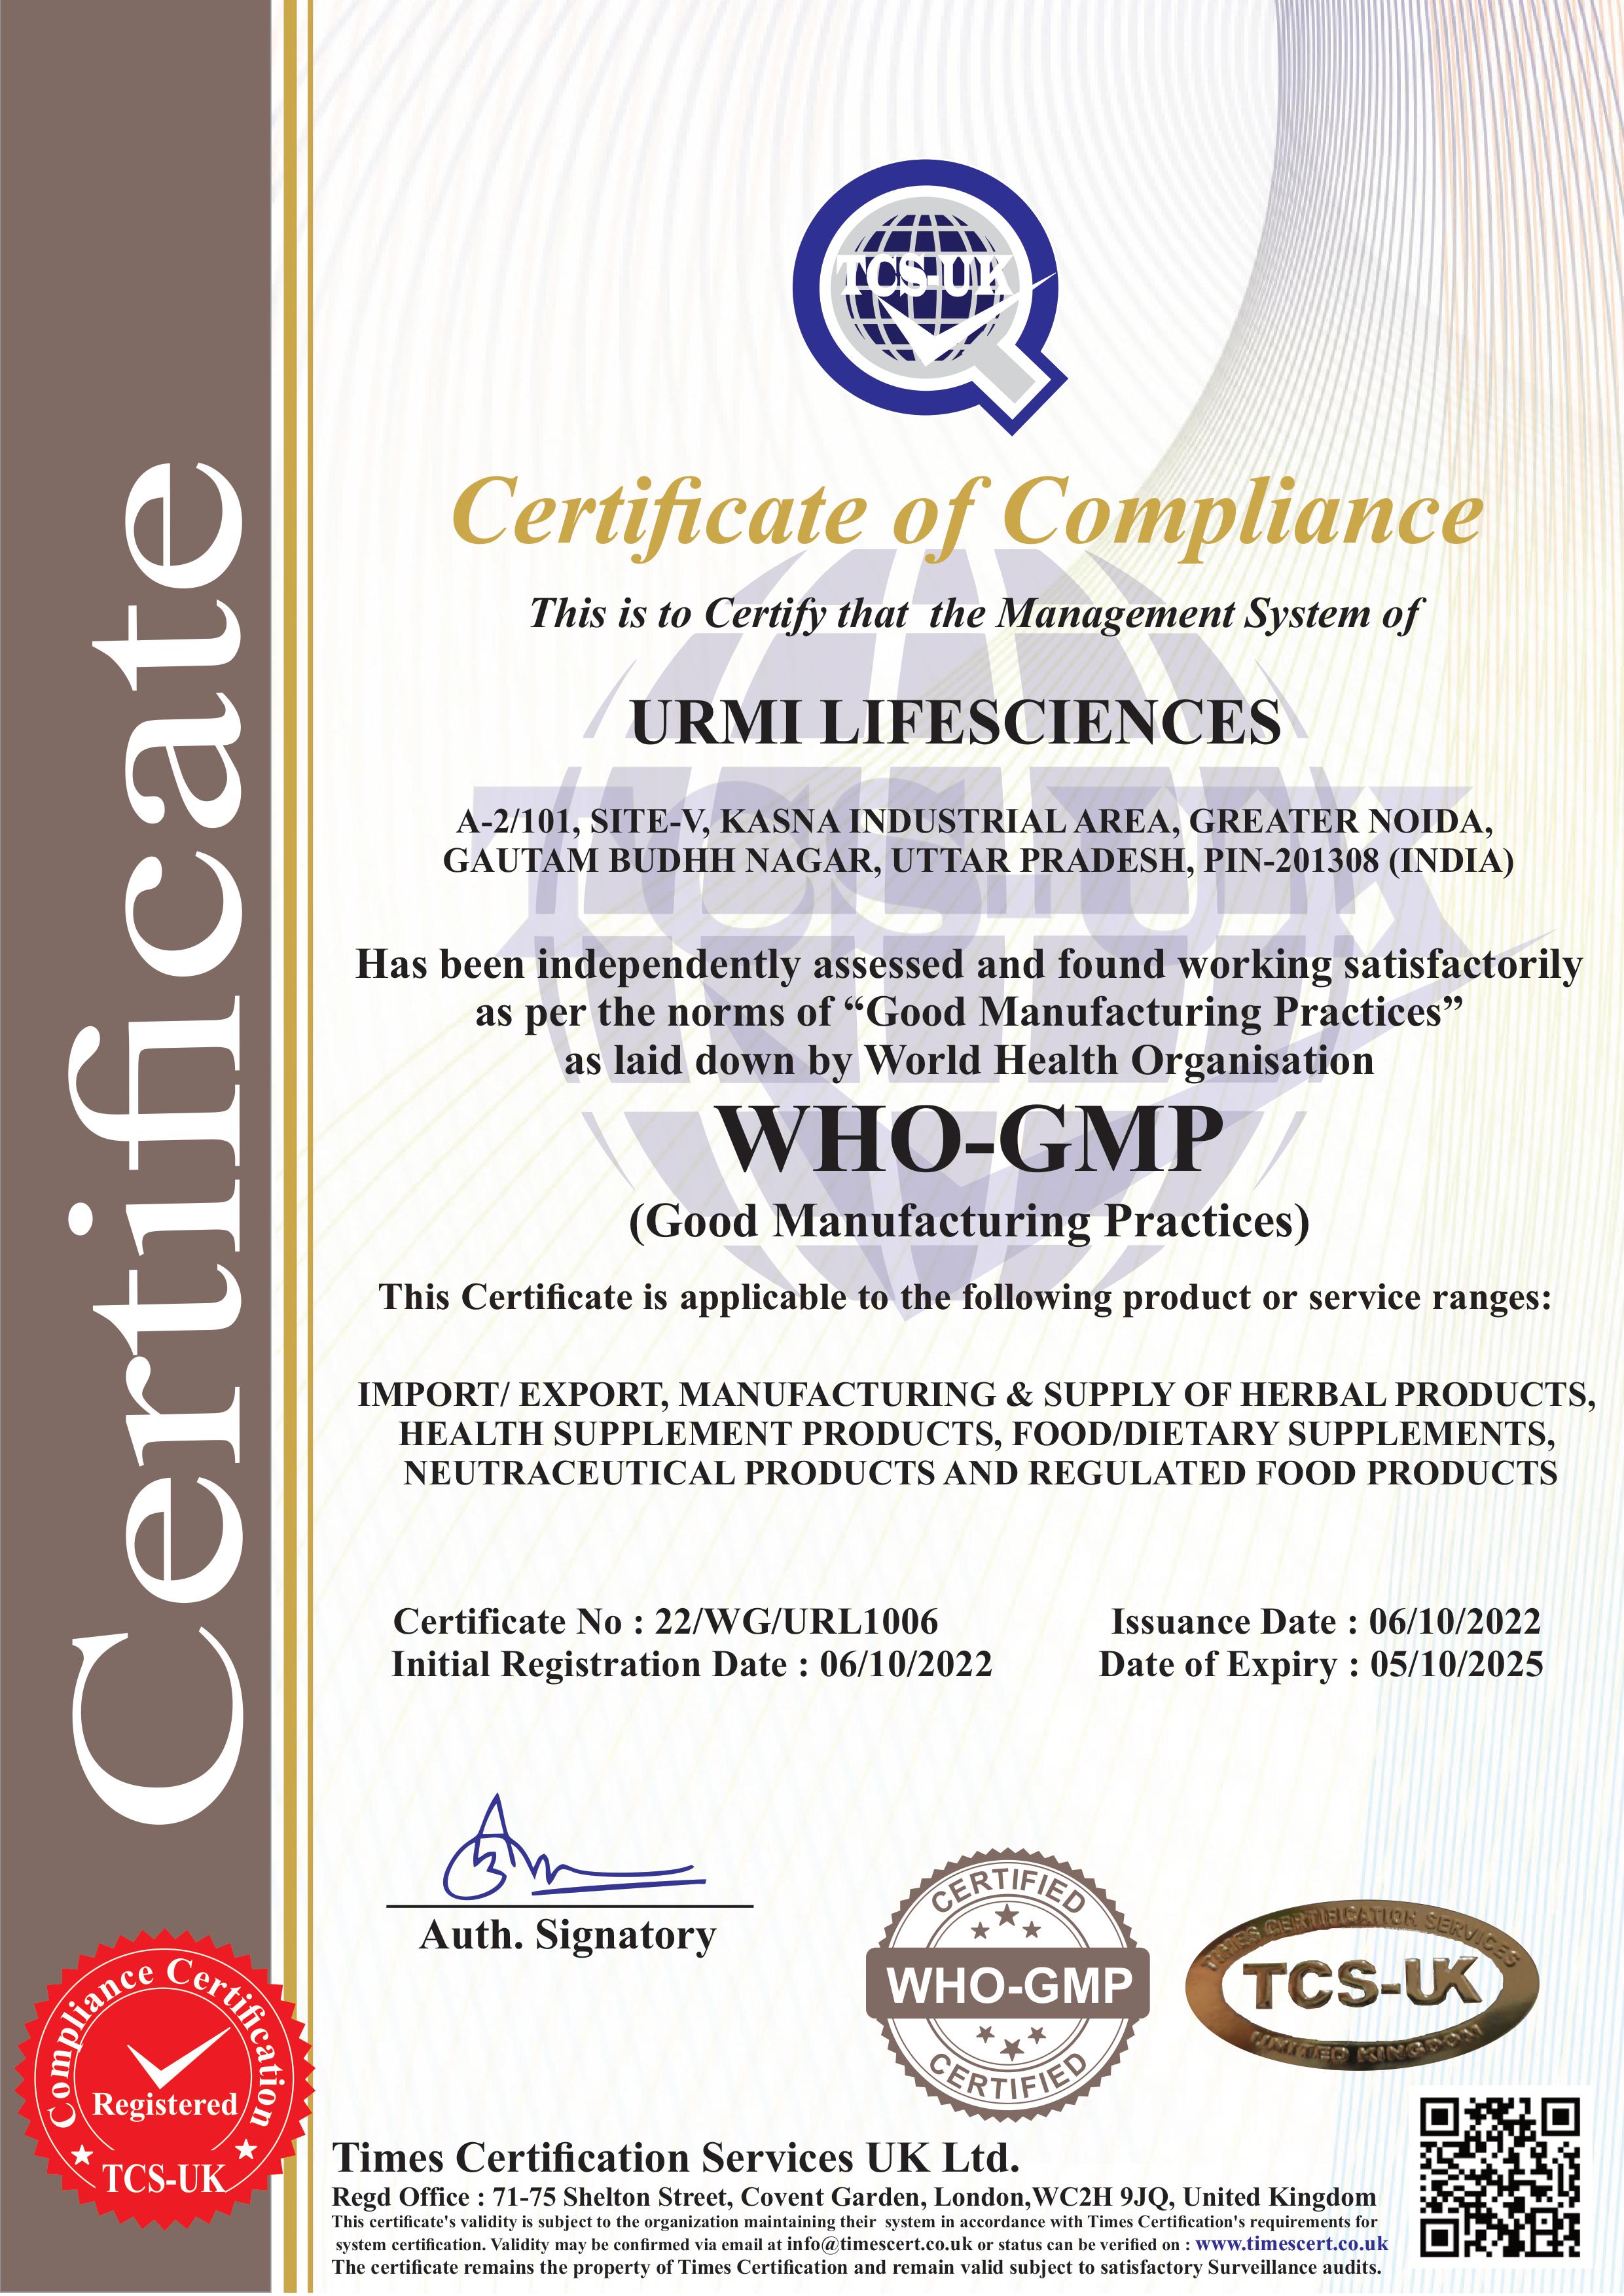 Certificate
TCS-UK
Certificate of Compliance
This is to Certify that the Management System of
URMI LIFESCIENCES
A-2/101, SITE-V, KASNA INDUSTRIAL AREA, GREATER NOIDA,
GAUTAM BUDHH NAGAR, UTTAR PRADESH, PIN-201308 (INDIA)
TCS-UK
Has been independently assessed and found working satisfactorily
as per the norms of “Good Manufacturing Practices”
as laid down by World Health Organisation
WHO-GMP
(Good Manufacturing Practices)
This Certificate is applicable to the following product or service ranges:
IMPORT/ EXPORT, MANUFACTURING & SUPPLY OF HERBAL PRODUCTS,
HEALTH SUPPLEMENT PRODUCTS, FOOD/DIETARY SUPPLEMENTS,
NEUTRACEUTICAL PRODUCTS AND REGULATED FOOD PRODUCTS
Certificate No : 22/WG/URL1006
Issuance Date : 06/10/2022
Initial Registration Date : 06/10/2022
Date of Expiry : 05/10/2025
Auth. Signatory
CERTIFIED
WHO-GMP
CERTIFIED
TIMES CERTIFICATION SERVICES
TCS-UK
UNITED KINGDOM
Compliance Certification
Registered
TCS-UK
Times Certification Services UK Ltd.
Regd Office : 71-75 Shelton Street, Covent Garden, London,WC2H 9JQ, United Kingdom
This certificate's validity is subject to the organization maintaining their system in accordance with Times Certification's requirements for
system certification. Validity may be confirmed via email at info@timescert.co.uk or status can be verified on : www.timescert.co.uk
The certificate remains the property of Times Certification and remain valid subject to satisfactory Surveillance audits.